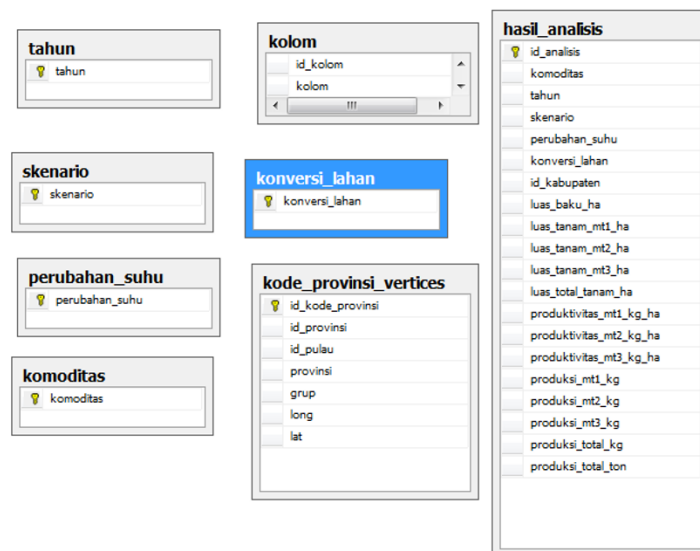 tahun
tahun
kolom
id_kolom
kolom
skenario
skenario
konversi_lahan
konversi_lahan
perubahan_suhu
perubahan_suhu
komoditas
komoditas
kode_provinsi_vertices
id_kode_provinsi
id_provinsi
id_pulau
provinsi
grup
long
lat
hasil_analisis
id_analisis
komoditas
tahun
skenario
perubahan_suhu
konversi_lahan
id_kabupaten
luas_baku_ha
luas_tanam_mt1_ha
luas_tanam_mt2_ha
luas_tanam_mt3_ha
luas_total_tanam_ha
produktivitas_mt1_kg_ha
produktivitas_mt2_kg_ha
produktivitas_mt3_kg_ha
produksi_mt1_kg
produksi_mt2_kg
produksi_mt3_kg
produksi_total_kg
produksi_total_ton